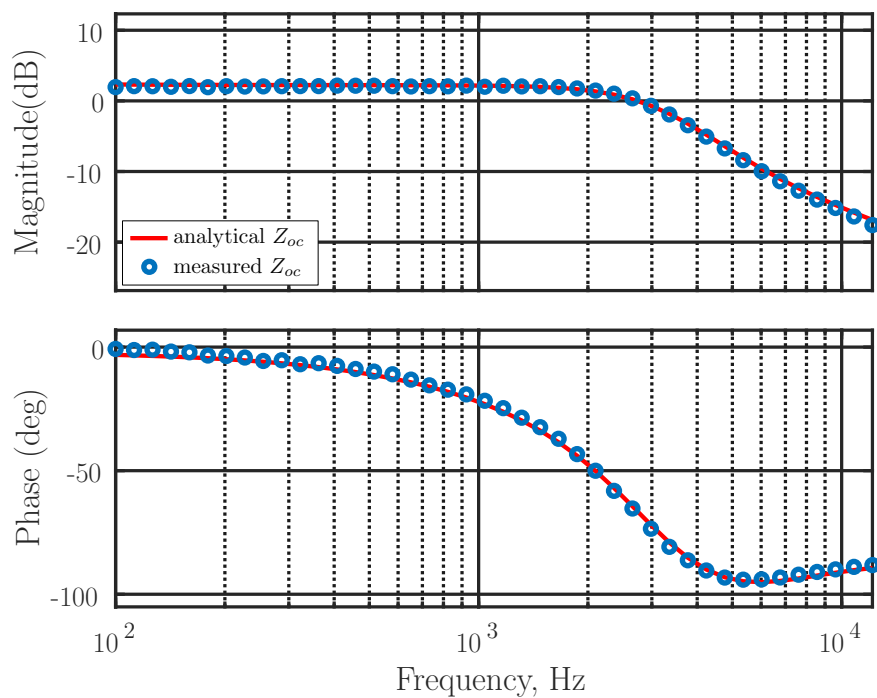 10
0
-10
-20
Magnitude(dB)
analytical Z_oc
measured Z_oc
0
-50
-100
Phase (deg)
10^2
10^3
10^4
Frequency, Hz